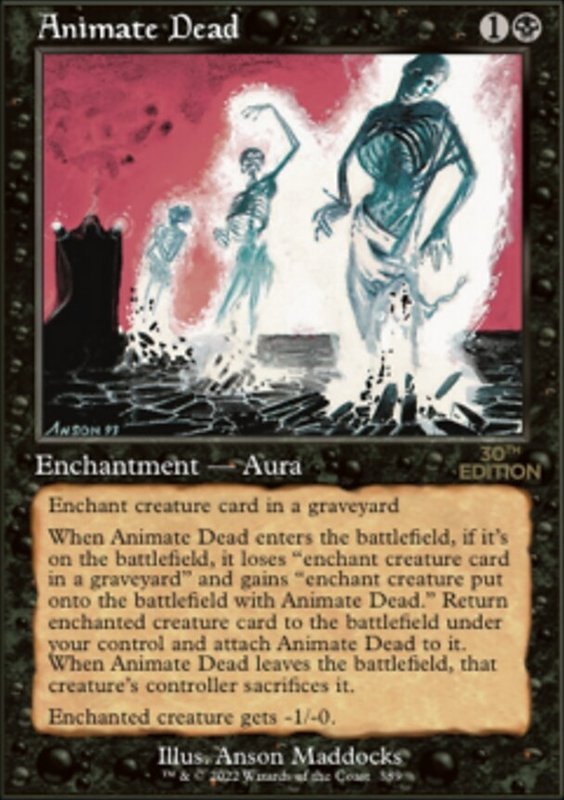 Animate Dead
1
ANSON 93
Enchantment — Aura
30TH
EDITION
Enchant creature card in a graveyard
When Animate Dead enters the battlefield, if it's
on the battlefield, it loses “enchant creature card
in a graveyard” and gains “enchant creature put
onto the battlefield with Animate Dead.” Return
enchanted creature card to the battlefield under
your control and attach Animate Dead to it.
When Animate Dead leaves the battlefield, that
creature's controller sacrifices it.
Enchanted creature gets -1/-0.
Illus. Anson Maddocks
™ & © 2022 Wizards of the Coast